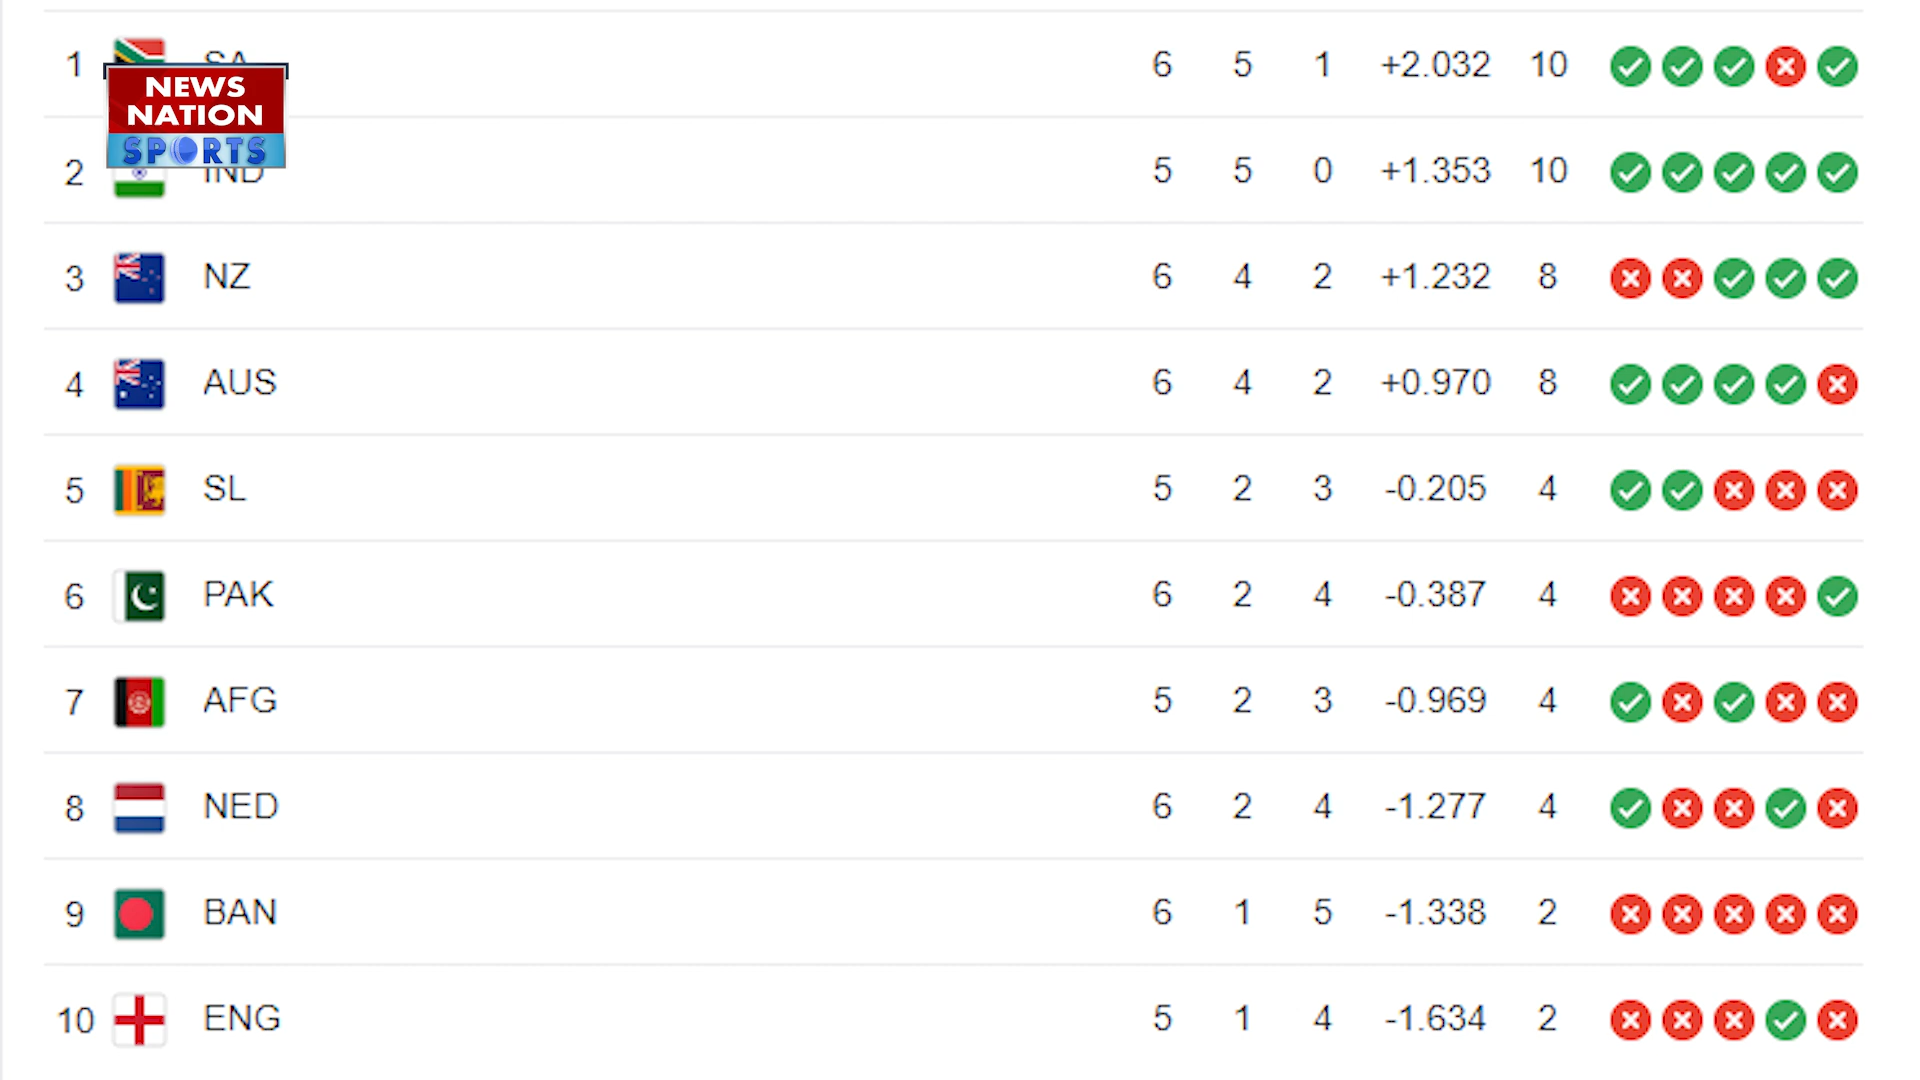 1 SA 6 5 1 +2.032 10
NEWS
NATION
SPORTS
2 IND 5 5 0 +1.353 10
3 NZ 6 4 2 +1.232 8
4 AUS 6 4 2 +0.970 8
5 SL 5 2 3 -0.205 4
6 PAK 6 2 4 -0.387 4
7 AFG 5 2 3 -0.969 4
8 NED 6 2 4 -1.277 4
9 BAN 6 1 5 -1.338 2
10 ENG 5 1 4 -1.634 2